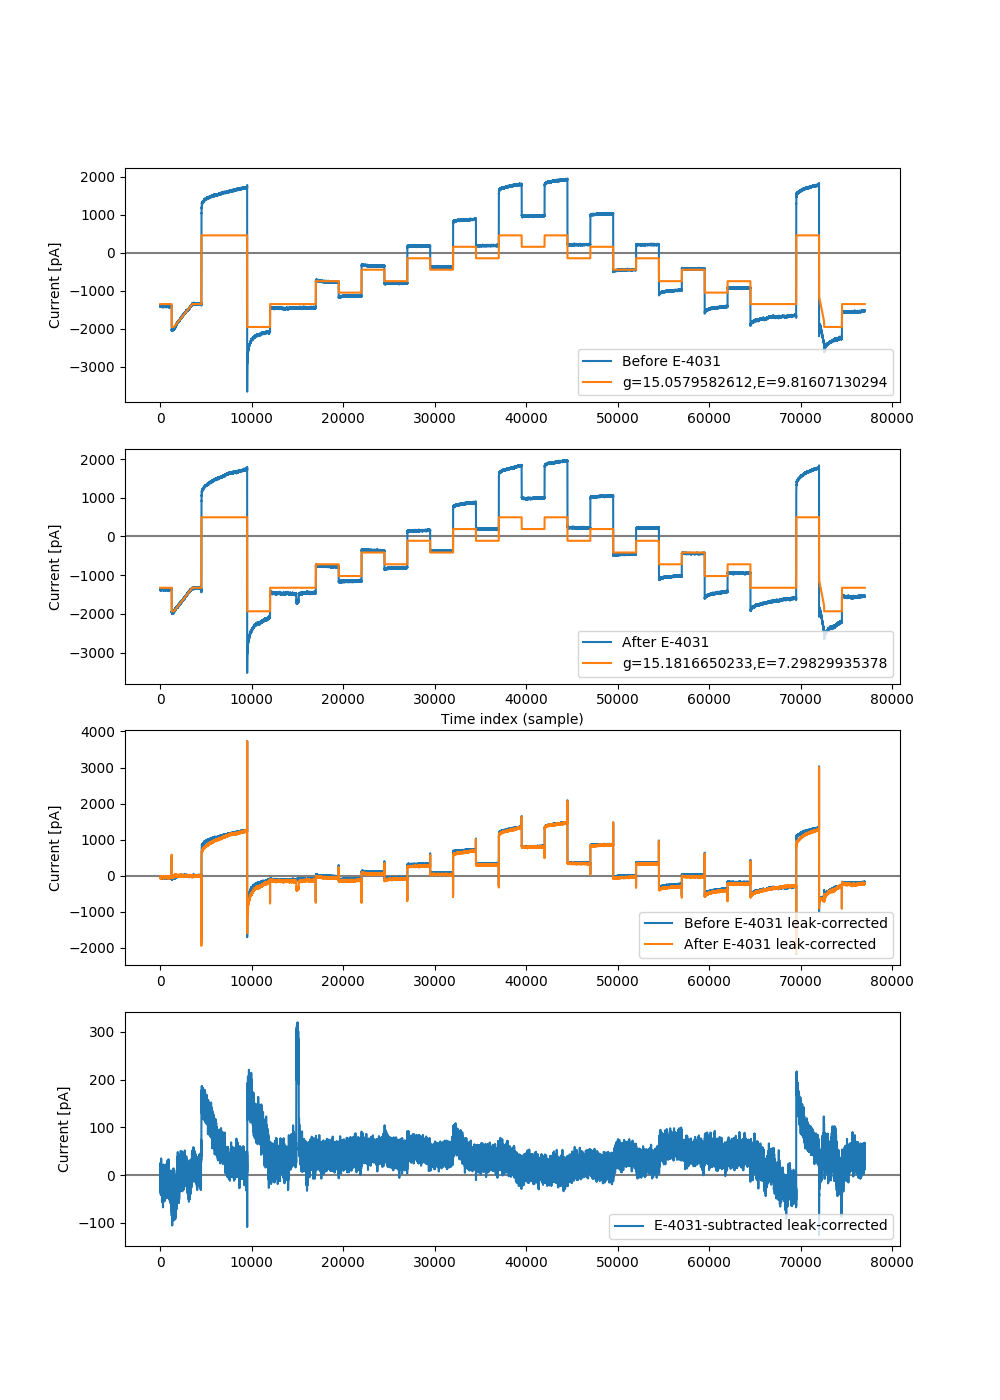 2000
1000
0
−1000
−2000
−3000
Current [pA]
Before E-4031
g=15.0579582612,E=9.81607130294
0 10000 20000 30000 40000 50000 60000 70000 80000
2000
1000
0
−1000
−2000
−3000
Current [pA]
After E-4031
g=15.1816650233,E=7.29829935378
0 10000 20000 30000 40000 50000 60000 70000 80000
Time index (sample)
4000
3000
2000
1000
0
−1000
−2000
Current [pA]
Before E-4031 leak-corrected
After E-4031 leak-corrected
0 10000 20000 30000 40000 50000 60000 70000 80000
300
200
100
0
−100
Current [pA]
E-4031-subtracted leak-corrected
0 10000 20000 30000 40000 50000 60000 70000 80000